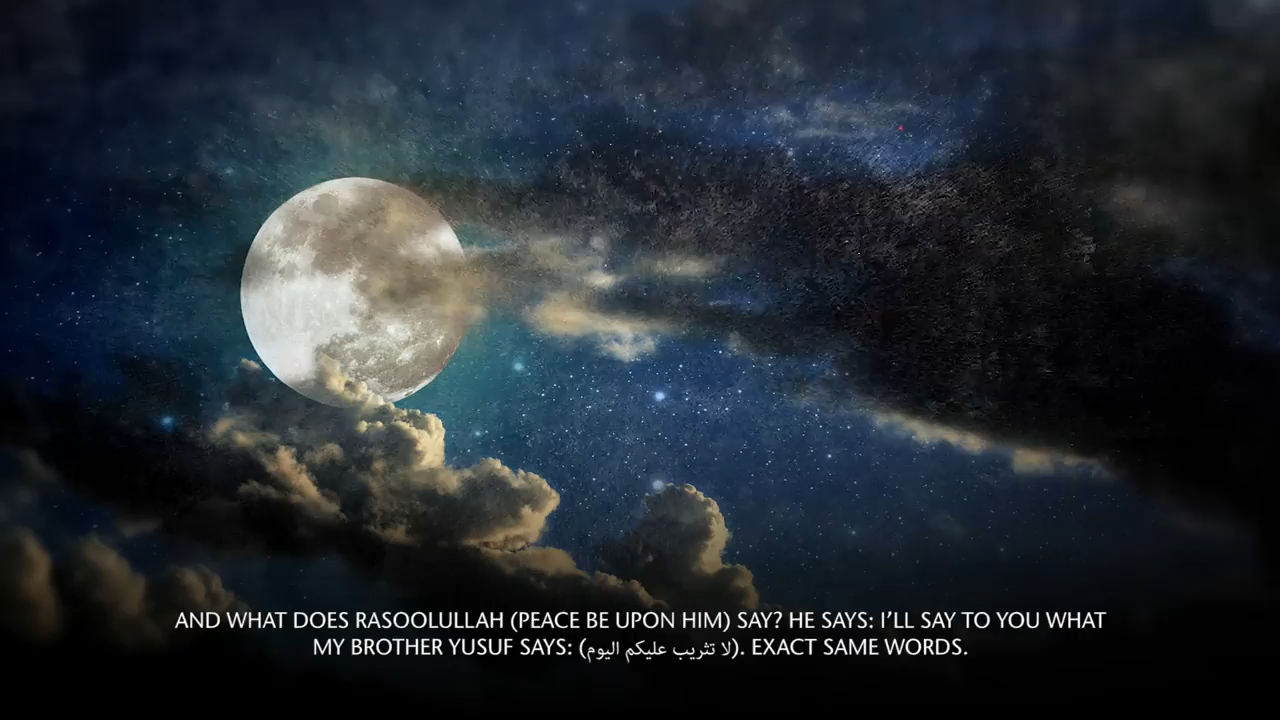 AND WHAT DOES RASOOLULLAH (PEACE BE UPON HIM) SAY? HE SAYS: I’LL SAY TO YOU WHAT
MY BROTHER YUSUF SAYS: (لا تثريب عليكم اليوم). EXACT SAME WORDS.